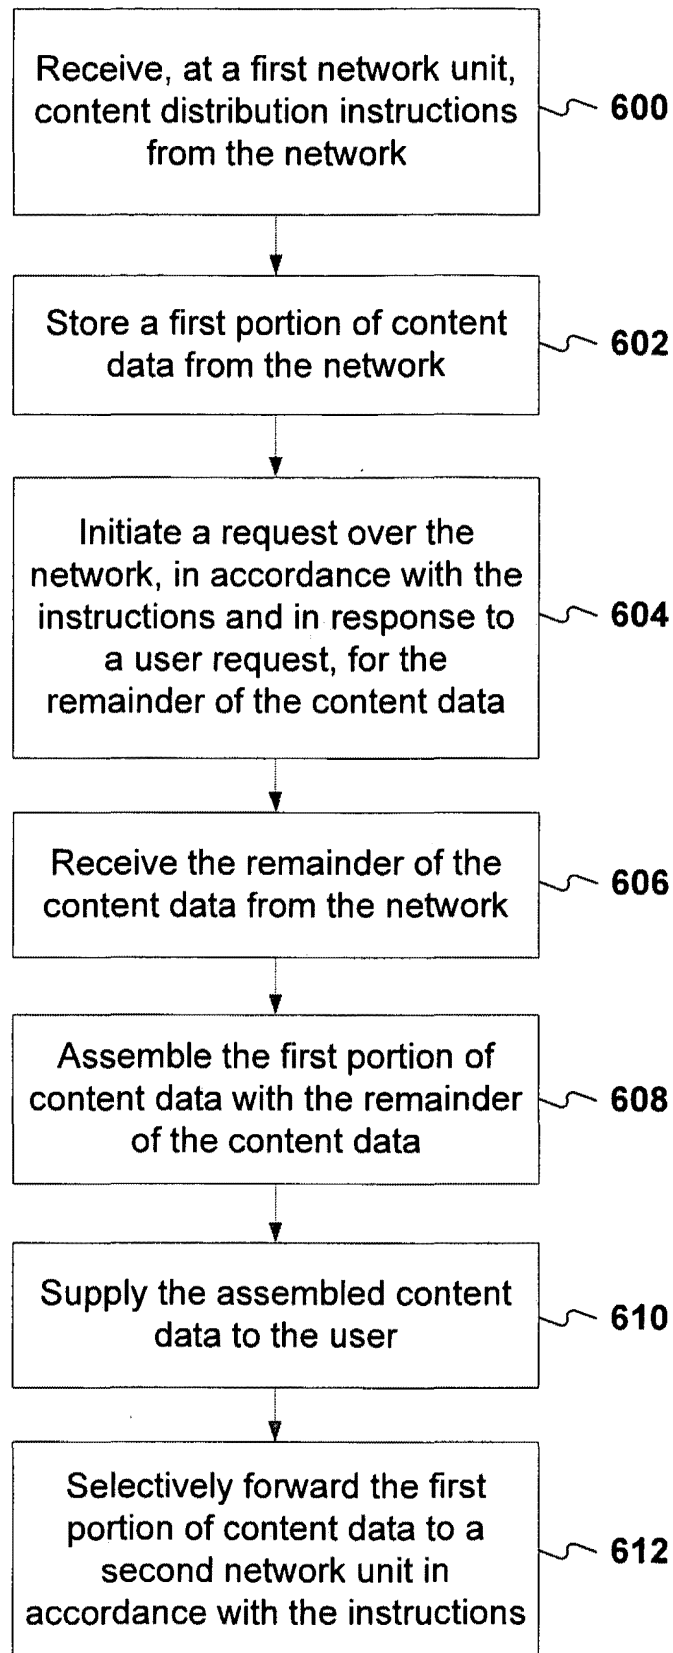 Receive, at a first network unit,
content distribution instructions
from the network
600
Store a first portion of content
data from the network
602
Initiate a request over the
network, in accordance with the
instructions and in response to
a user request, for the
remainder of the content data
604
Receive the remainder of the
content data from the network
606
Assemble the first portion of
content data with the remainder
of the content data
608
Supply the assembled content
data to the user
610
Selectively forward the first
portion of content data to a
second network unit in
accordance with the instructions
612